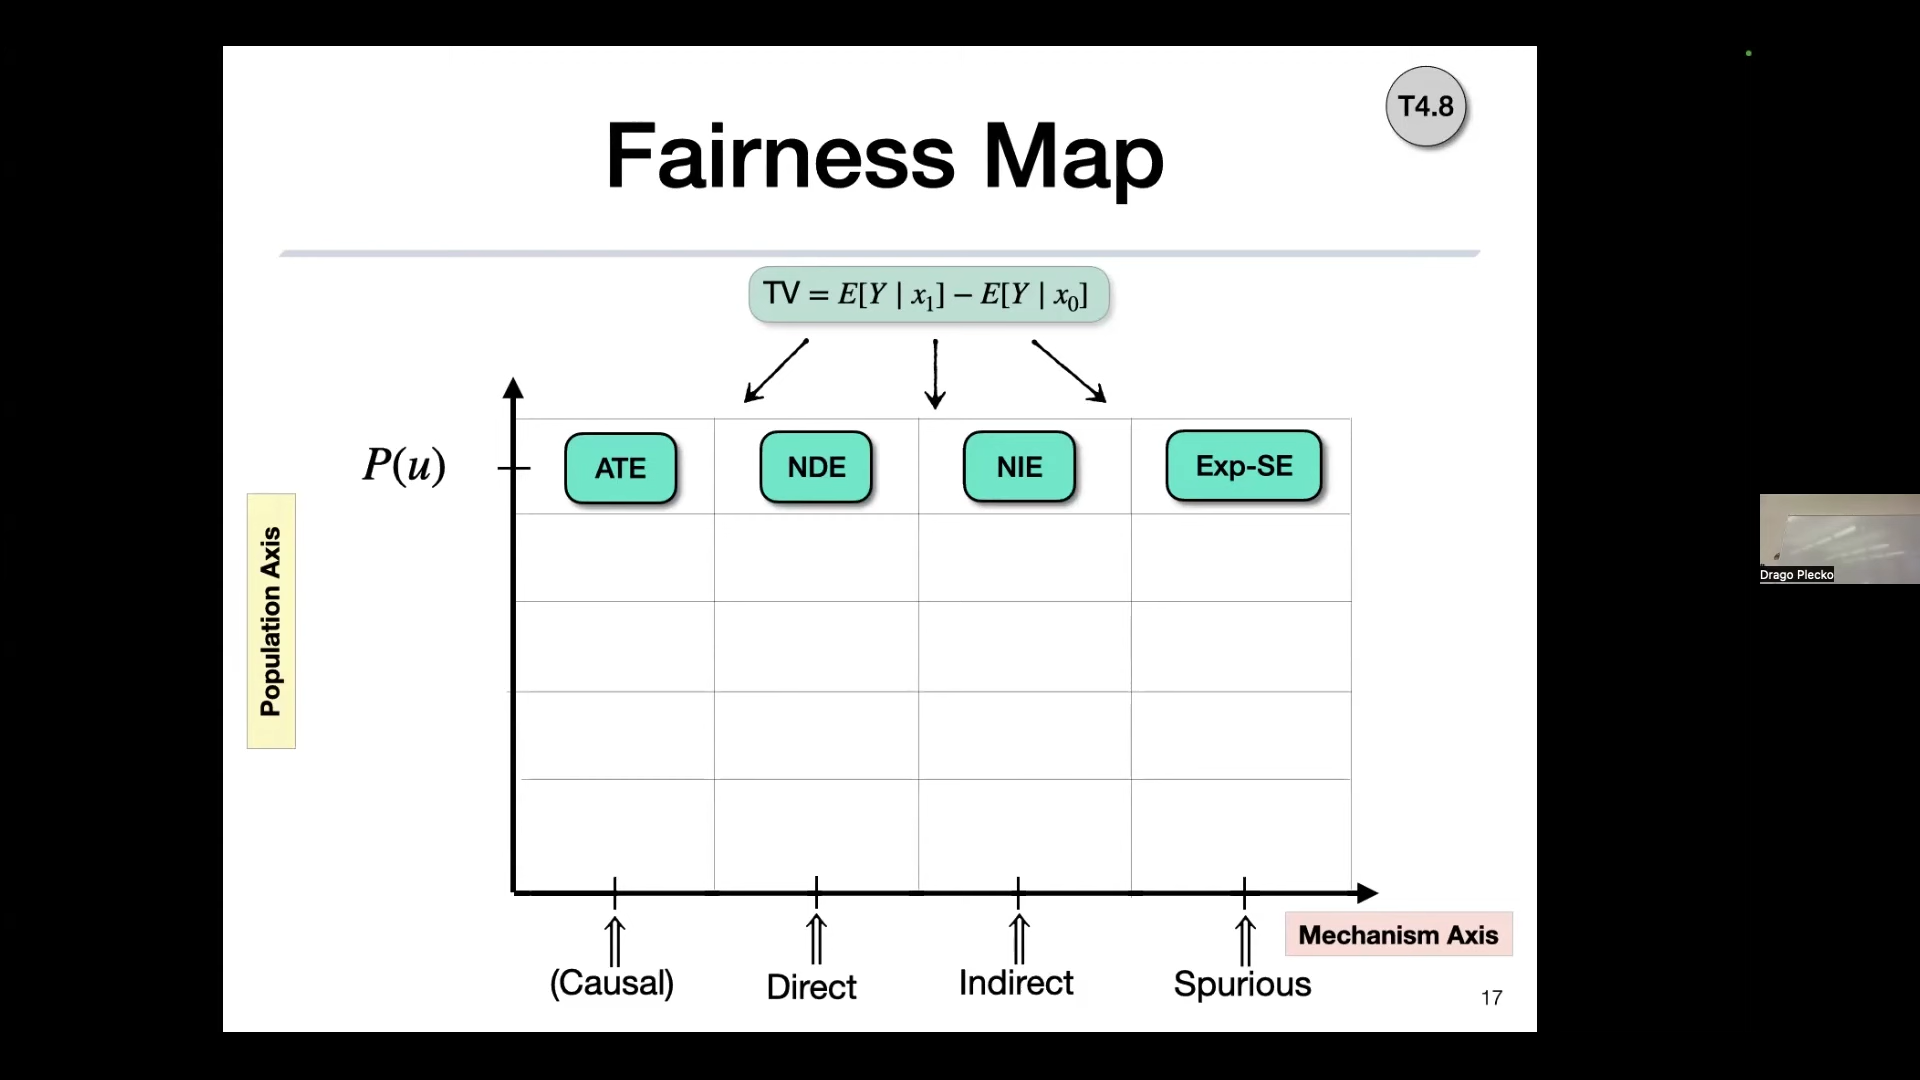 T4.8
Fairness Map
TV = E[Y | x₁] − E[Y | x₀]
P(u)
ATE
NDE
NIE
Exp-SE
Population Axis
Drago Plecko
Mechanism Axis
(Causal)
Direct
Indirect
Spurious
17